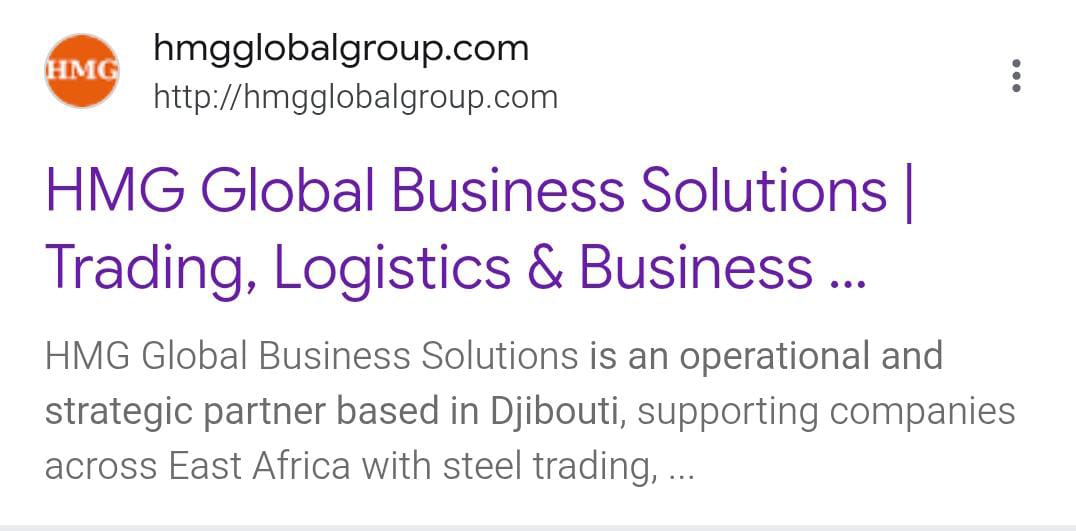 HMG
hmgglobalgroup.com
http://hmgglobalgroup.com
HMG Global Business Solutions |
Trading, Logistics & Business ...
HMG Global Business Solutions is an operational and
strategic partner based in Djibouti, supporting companies
across East Africa with steel trading, ...